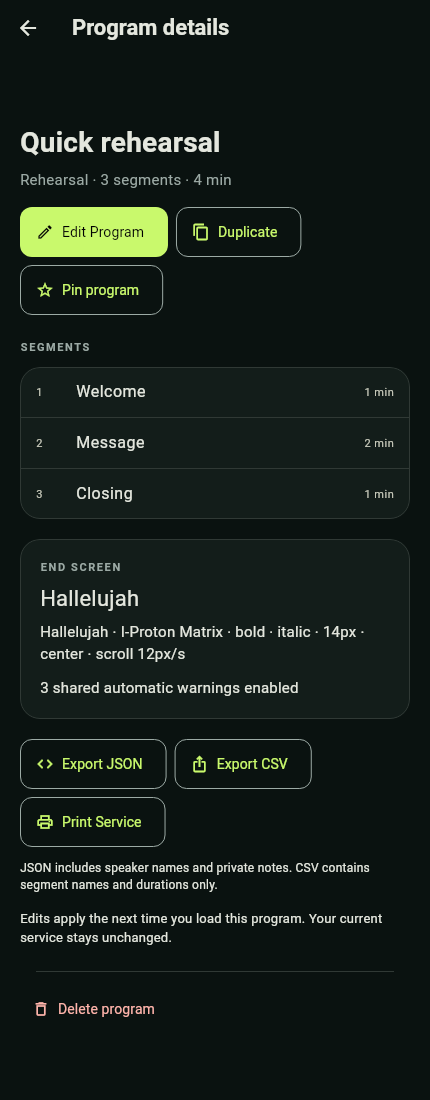 Program details
Quick rehearsal
Rehearsal · 3 segments · 4 min
Edit Program
Duplicate
Pin program
SEGMENTS
1 Welcome 1 min
2 Message 2 min
3 Closing 1 min
END SCREEN
Hallelujah
Hallelujah · I-Proton Matrix · bold · italic · 14px ·
center · scroll 12px/s
3 shared automatic warnings enabled
Export JSON
Export CSV
Print Service
JSON includes speaker names and private notes. CSV contains
segment names and durations only.
Edits apply the next time you load this program. Your current
service stays unchanged.
Delete program